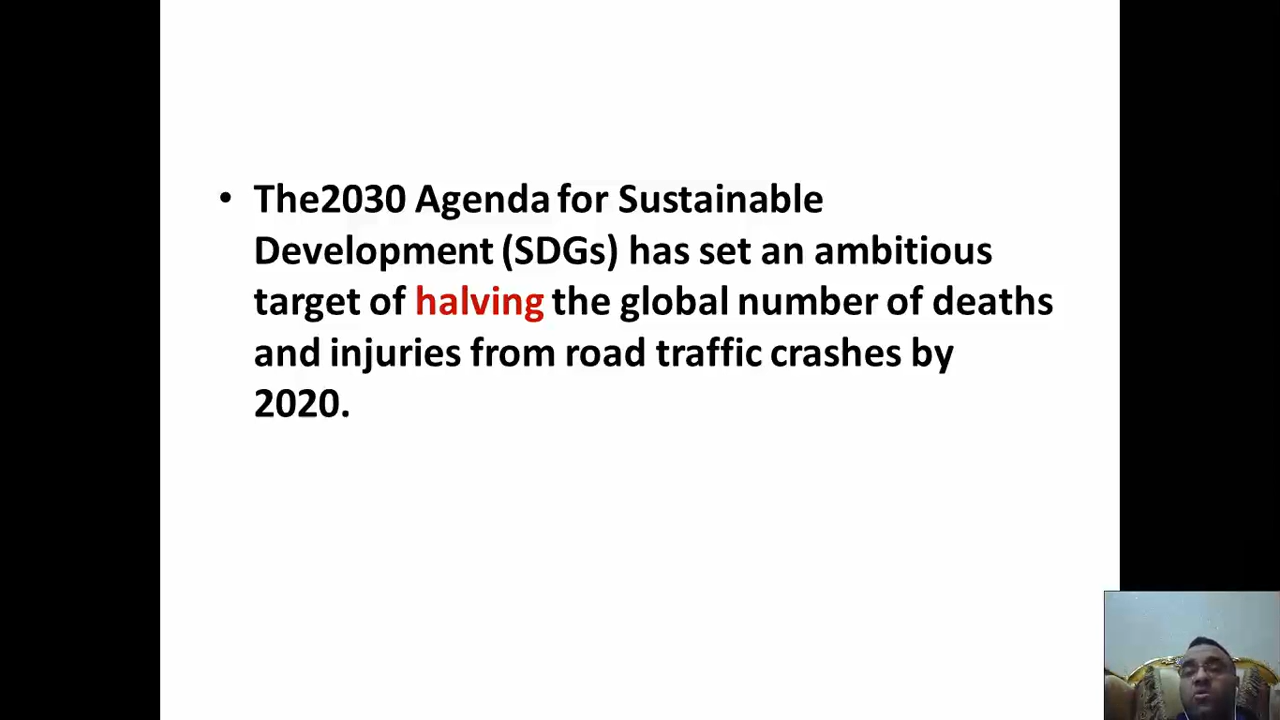 • The2030 Agenda for Sustainable
Development (SDGs) has set an ambitious
target of halving the global number of deaths
and injuries from road traffic crashes by
2020.